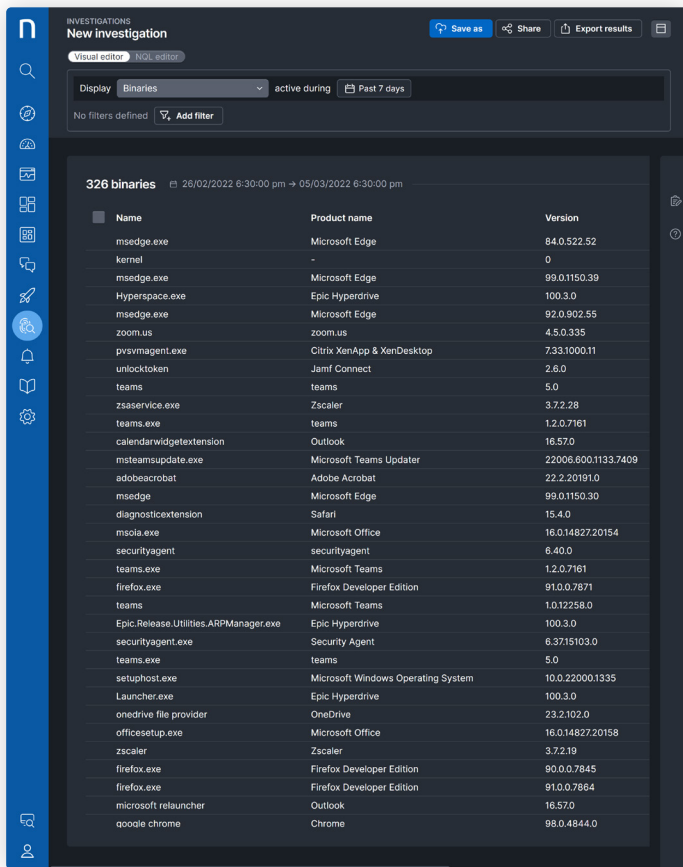 n
INVESTIGATIONS
New investigation
Save as Share Export results
Visual editor NQL editor
Display Binaries active during Past 7 days
No filters defined Add filter
326 binaries 26/02/2022 6:30:00 pm → 05/03/2022 6:30:00 pm
Name Product name Version
msedge.exe Microsoft Edge 84.0.522.52
kernel - 0
msedge.exe Microsoft Edge 99.0.1150.39
Hyperspace.exe Epic Hyperdrive 100.3.0
msedge.exe Microsoft Edge 92.0.902.55
zoom.us zoom.us 4.5.0.335
pvsvmagent.exe Citrix XenApp & XenDesktop 7.33.1000.11
unlocktoken Jamf Connect 2.6.0
teams teams 5.0
zsaservice.exe Zscaler 3.7.2.28
teams.exe teams 1.2.0.7161
calendarwidgetextension Outlook 16.57.0
msteamsupdate.exe Microsoft Teams Updater 22006.600.1133.7409
adobeacrobat Adobe Acrobat 22.2.20191.0
msedge Microsoft Edge 99.0.1150.30
diagnosticextension Safari 15.4.0
msoia.exe Microsoft Office 16.0.14827.20154
securityagent securityagent 6.40.0
teams.exe Microsoft Teams 1.2.0.7161
firefox.exe Firefox Developer Edition 91.0.0.7871
teams Microsoft Teams 1.0.12258.0
Epic.Release.Utilities.ARPManager.exe Epic Hyperdrive 100.3.0
securityagent.exe Security Agent 6.37.15103.0
teams.exe teams 5.0
setuphost.exe Microsoft Windows Operating System 10.0.22000.1335
Launcher.exe Epic Hyperdrive 100.3.0
onedrive file provider OneDrive 23.2.102.0
officesetup.exe Microsoft Office 16.0.14827.20158
zscaler Zscaler 3.7.2.19
firefox.exe Firefox Developer Edition 90.0.0.7845
firefox.exe Firefox Developer Edition 91.0.0.7864
microsoft relauncher Outlook 16.57.0
google chrome Chrome 98.0.4844.0